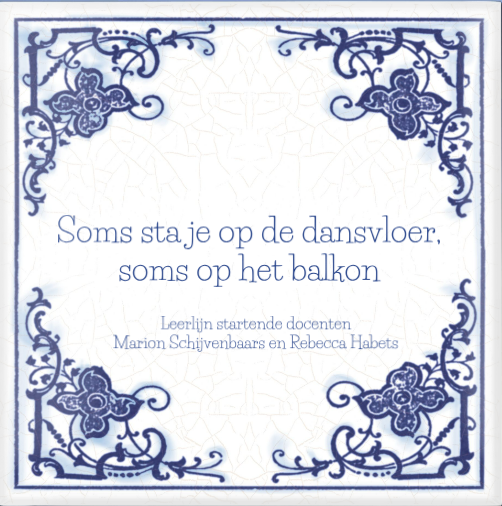 Soms sta je op de dansvloer,
soms op het balkon
Leerlijn startende docenten
Marion Schijvenbaars en Rebecca Habets